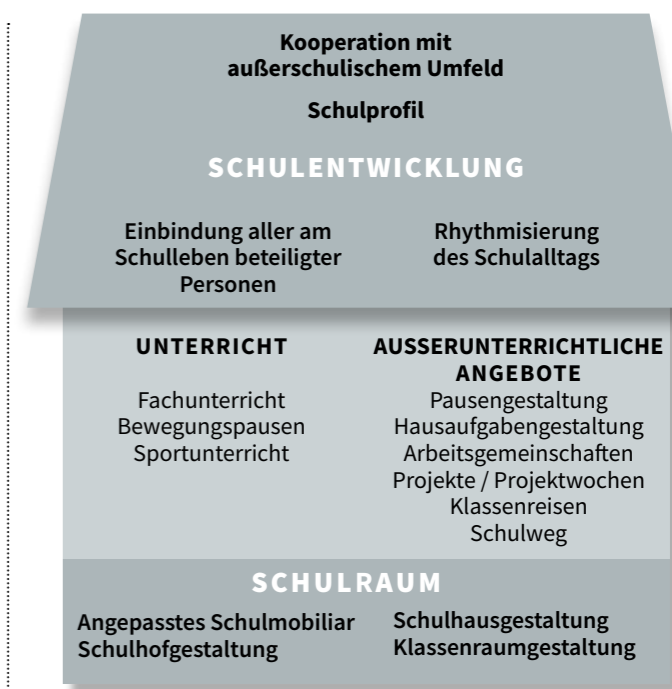 Kooperation mit
außerschulischem Umfeld
Schulprofil
SCHULENTWICKLUNG
Einbindung aller am
Schulleben beteiligter
Personen
Rhythmisierung
des Schulalltags
UNTERRICHT
Fachunterricht
Bewegungspausen
Sportunterricht
AUSSERUNTERRICHTLICHE
ANGEBOTE
Pausengestaltung
Hausaufgabengestaltung
Arbeitsgemeinschaften
Projekte / Projektwochen
Klassenreisen
Schulweg
SCHULRAUM
Angepasstes Schulmobiliar
Schulhofgestaltung
Schulhausgestaltung
Klassenraumgestaltung